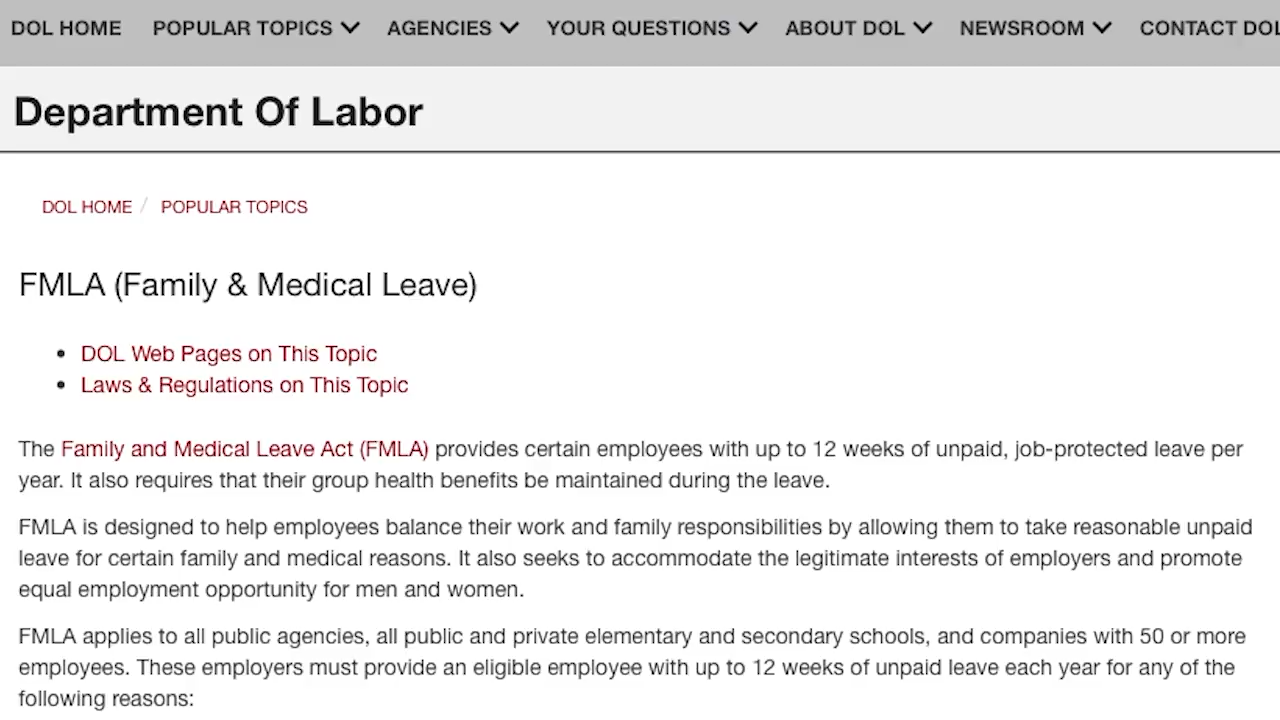 DOL HOME POPULAR TOPICS AGENCIES YOUR QUESTIONS ABOUT DOL NEWSROOM CONTACT DOL
Department Of Labor
DOL HOME / POPULAR TOPICS
FMLA (Family & Medical Leave)
• DOL Web Pages on This Topic
• Laws & Regulations on This Topic
The Family and Medical Leave Act (FMLA) provides certain employees with up to 12 weeks of unpaid, job-protected leave per
year. It also requires that their group health benefits be maintained during the leave.
FMLA is designed to help employees balance their work and family responsibilities by allowing them to take reasonable unpaid
leave for certain family and medical reasons. It also seeks to accommodate the legitimate interests of employers and promote
equal employment opportunity for men and women.
FMLA applies to all public agencies, all public and private elementary and secondary schools, and companies with 50 or more
employees. These employers must provide an eligible employee with up to 12 weeks of unpaid leave each year for any of the
following reasons: